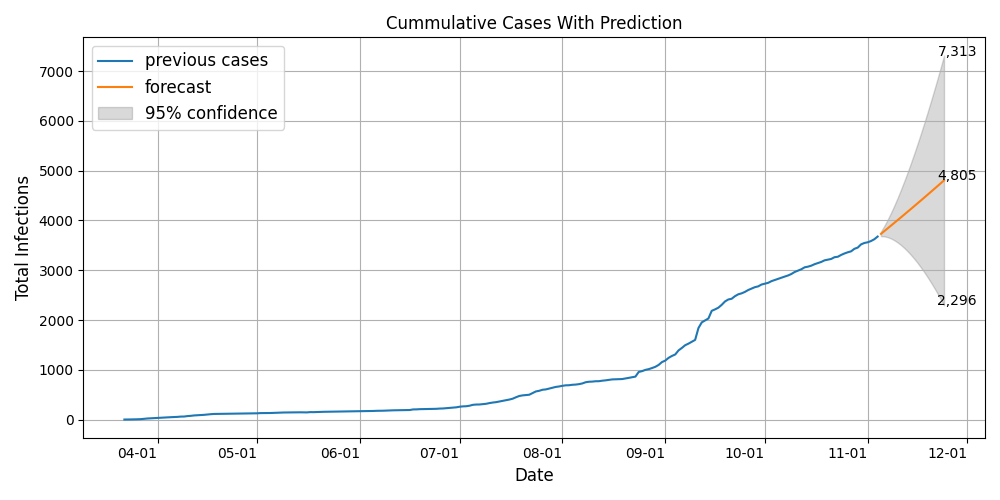 Cummulative Cases With Prediction
previous cases
forecast
95% confidence
7,313
4,805
2,296
7000
6000
5000
4000
3000
2000
1000
0
Total Infections
04-01 05-01 06-01 07-01 08-01 09-01 10-01 11-01 12-01
Date